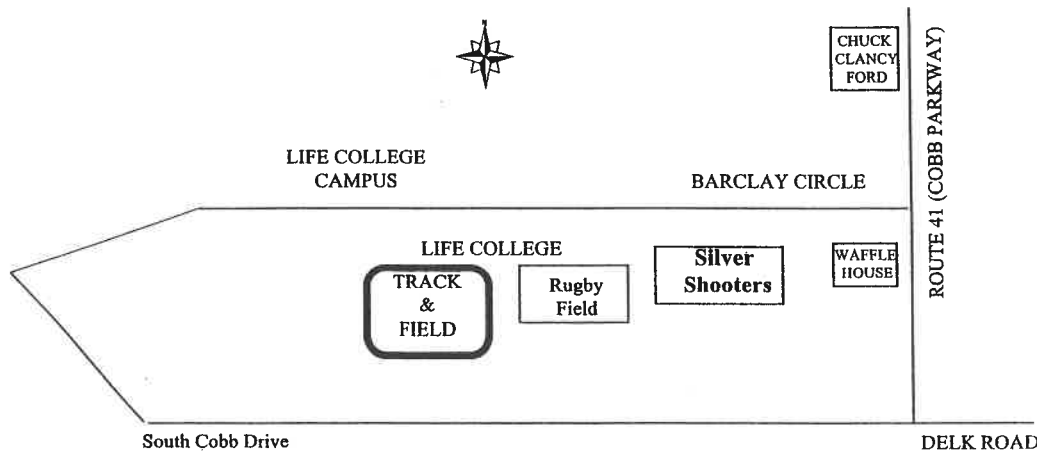 N
CHUCK
CLANCY
FORD
ROUTE 41 (COBB PARKWAY)
LIFE COLLEGE
CAMPUS
BARCLAY CIRCLE
LIFE COLLEGE
TRACK
&
FIELD
Rugby
Field
Silver
Shooters
WAFFLE
HOUSE
South Cobb Drive
DELK ROAD